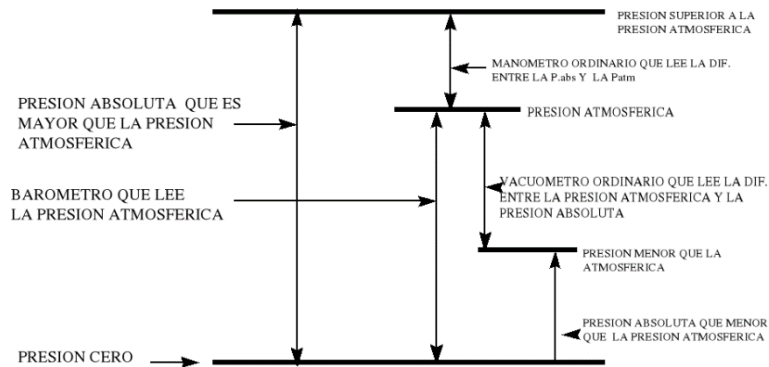 PRESION SUPERIOR A LA
PRESION ATMOSFERICA
MANOMETRO ORDINARIO QUE LEE LA DIF.
ENTRE LA P.abs Y LA Patm
PRESION ABSOLUTA QUE ES
MAYOR QUE LA PRESION
ATMOSFERICA
PRESION ATMOSFERICA
BAROMETRO QUE LEE
LA PRESION ATMOSFERICA
VACUOMETRO ORDINARIO QUE LEE LA DIF.
ENTRE LA PRESION ATMOSFERICA Y LA
PRESION ABSOLUTA
PRESION MENOR QUE LA
ATMOSFERICA
PRESION ABSOLUTA QUE MENOR
QUE LA PRESION ATMOSFERICA
PRESION CERO